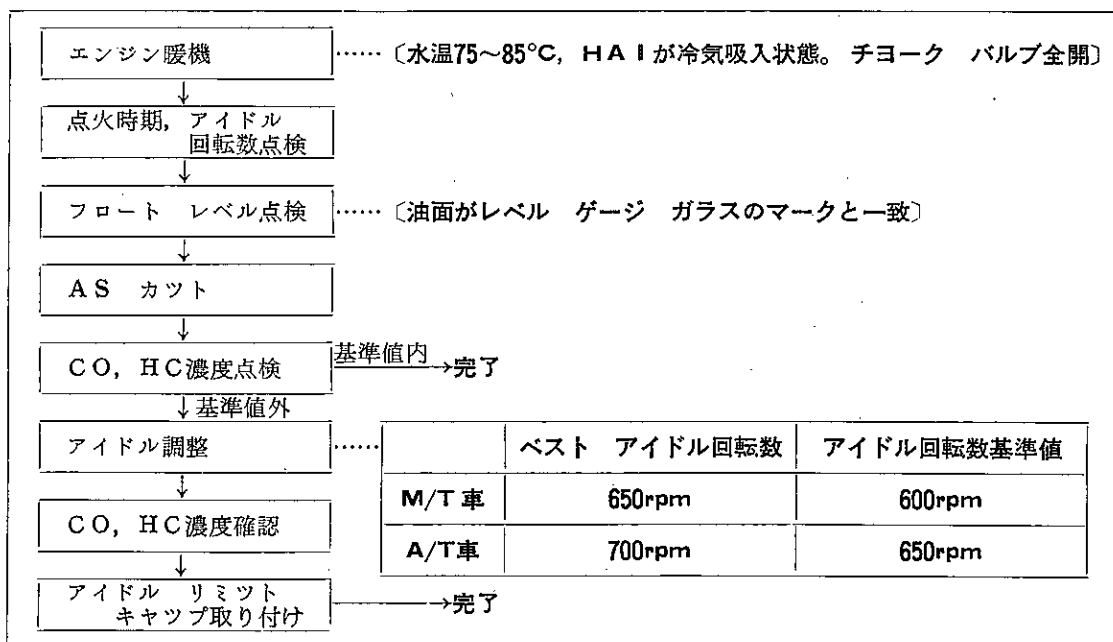 エンジン暖機 …… 〔水温75〜85°C, HAIが冷気吸入状態。 チヨーク バルブ全開〕
↓
点火時期, アイドル
回転数点検
↓
フロート レベル点検 …… 〔油面がレベル ゲージ ガラスのマークと一致〕
↓
AS カツト
↓
CO, HC濃度点検 基準値内→完了
↓基準値外
アイドル調整 ……
ベスト アイドル回転数 アイドル回転数基準値
M/T車 650rpm 600rpm
A/T車 700rpm 650rpm
↓
CO, HC濃度確認
↓
アイドル リミツト
キャツプ取り付け →完了